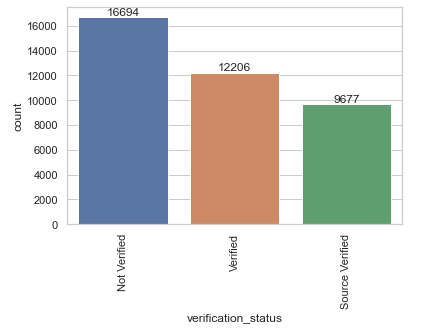 16694
12206
9677
16000
14000
12000
10000
8000
6000
4000
2000
0
count
Not Verified
Verified
Source Verified
verification_status